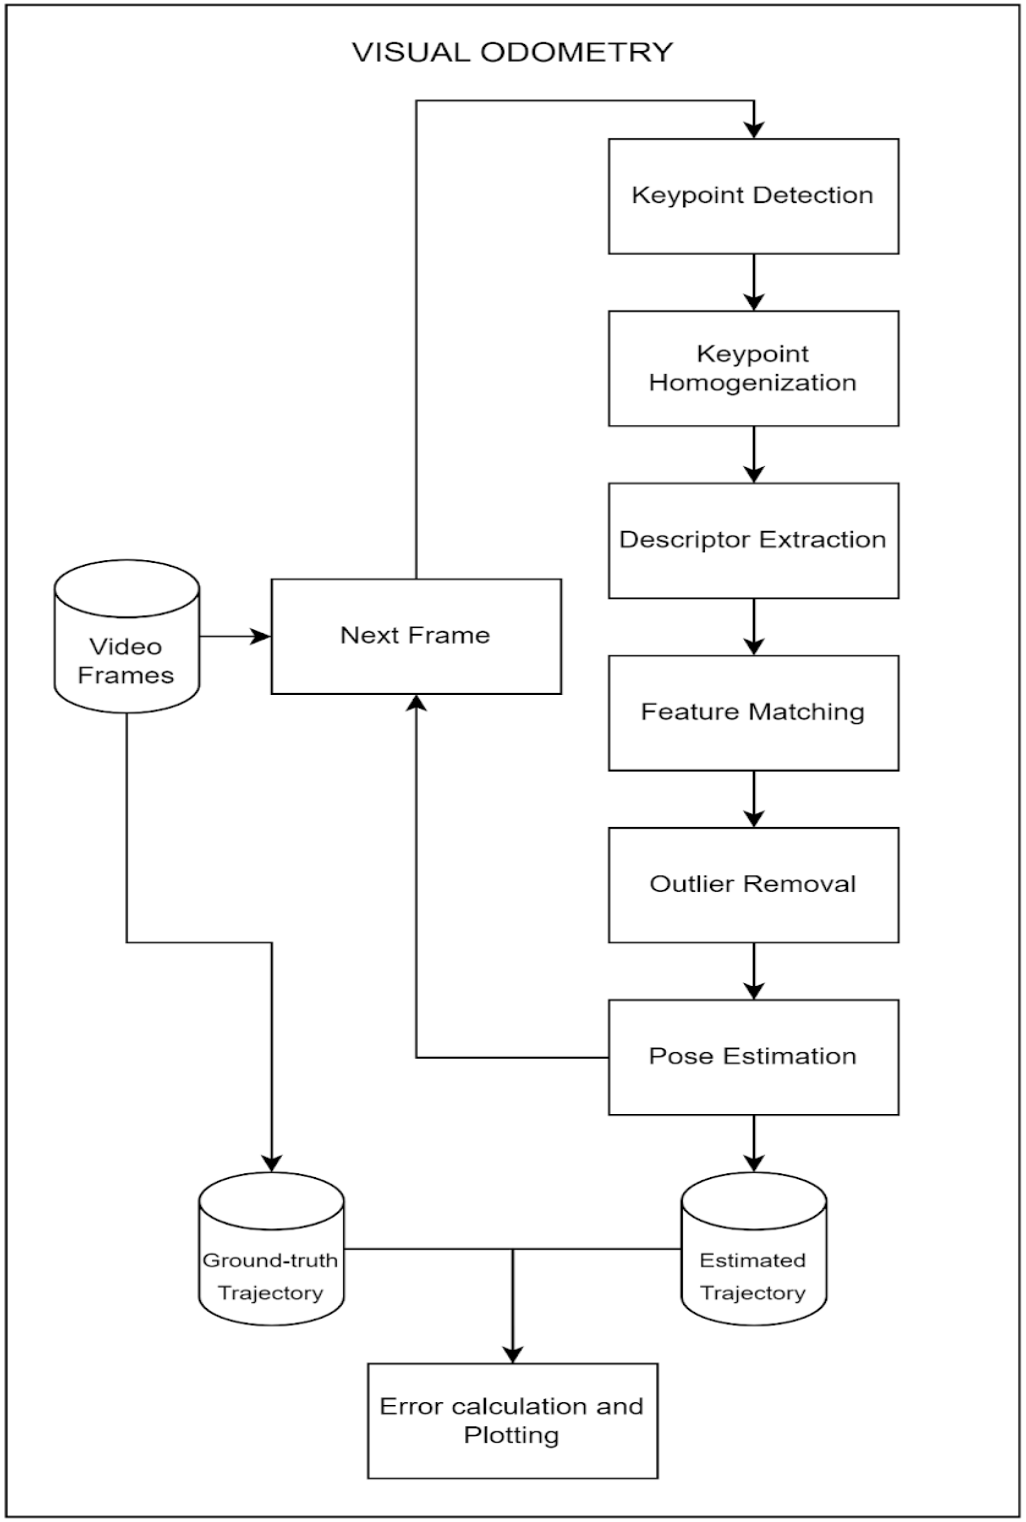 VISUAL ODOMETRY
Keypoint Detection
Keypoint
Homogenization
Descriptor Extraction
Video
Frames
Next Frame
Feature Matching
Outlier Removal
Pose Estimation
Ground-truth
Trajectory
Estimated
Trajectory
Error calculation and
Plotting